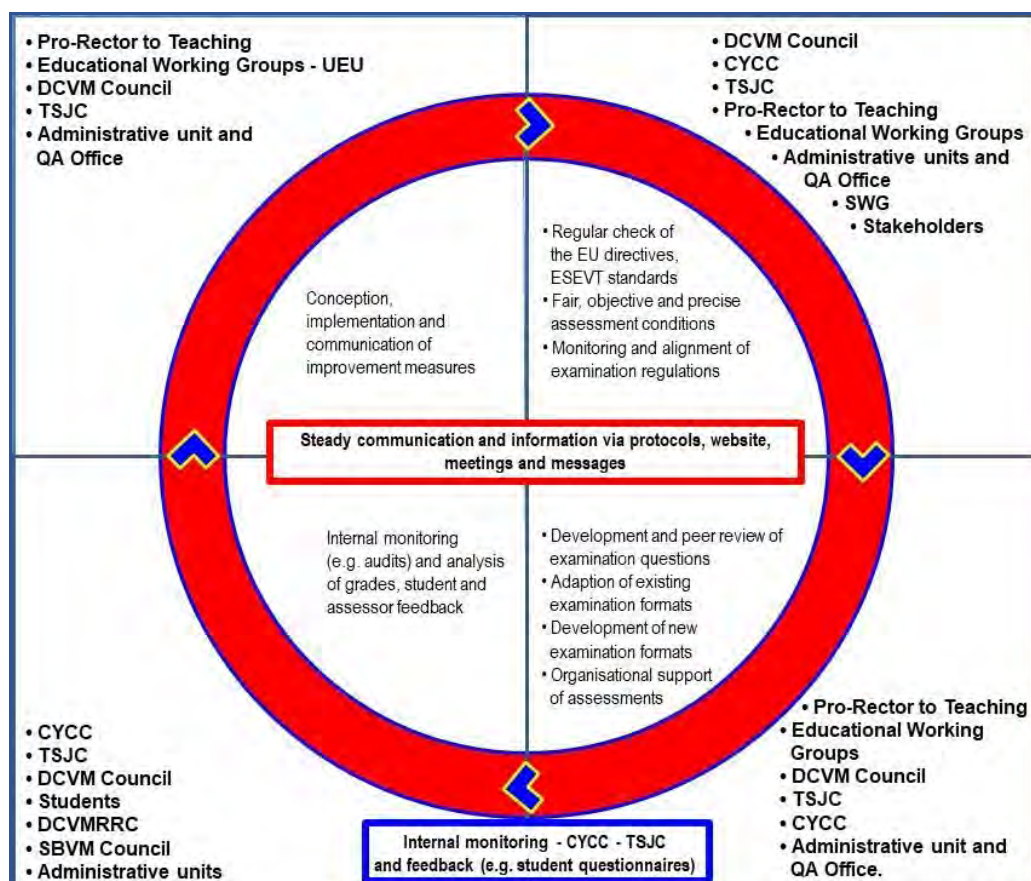 • Pro-Rector to Teaching
• Educational Working Groups - UEU
• DCVM Council
• TSJC
• Administrative unit and
QA Office
• DCVM Council
• CYCC
• TSJC
• Pro-Rector to Teaching
• Educational Working Groups
• Administrative units and
QA Office
• SWG
• Stakeholders
Conception,
implementation and
communication of
improvement measures
• Regular check of
the EU directives,
ESEVT standards
• Fair, objective and precise
assessment conditions
• Monitoring and alignment of
examination regulations
Steady communication and information via protocols, website,
meetings and messages
Internal monitoring
(e.g. audits) and analysis
of grades, student and
assessor feedback
• Development and peer review of
examination questions
• Adaption of existing
examination formats
• Development of new
examination formats
• Organisational support
of assessments
• CYCC
• TSJC
• DCVM Council
• Students
• DCVMRRC
• SBVM Council
• Administrative units
Internal monitoring - CYCC - TSJC
and feedback (e.g. student questionnaires)
• Pro-Rector to Teaching
• Educational Working
Groups
• DCVM Council
• TSJC
• CYCC
• Administrative unit and
QA Office.